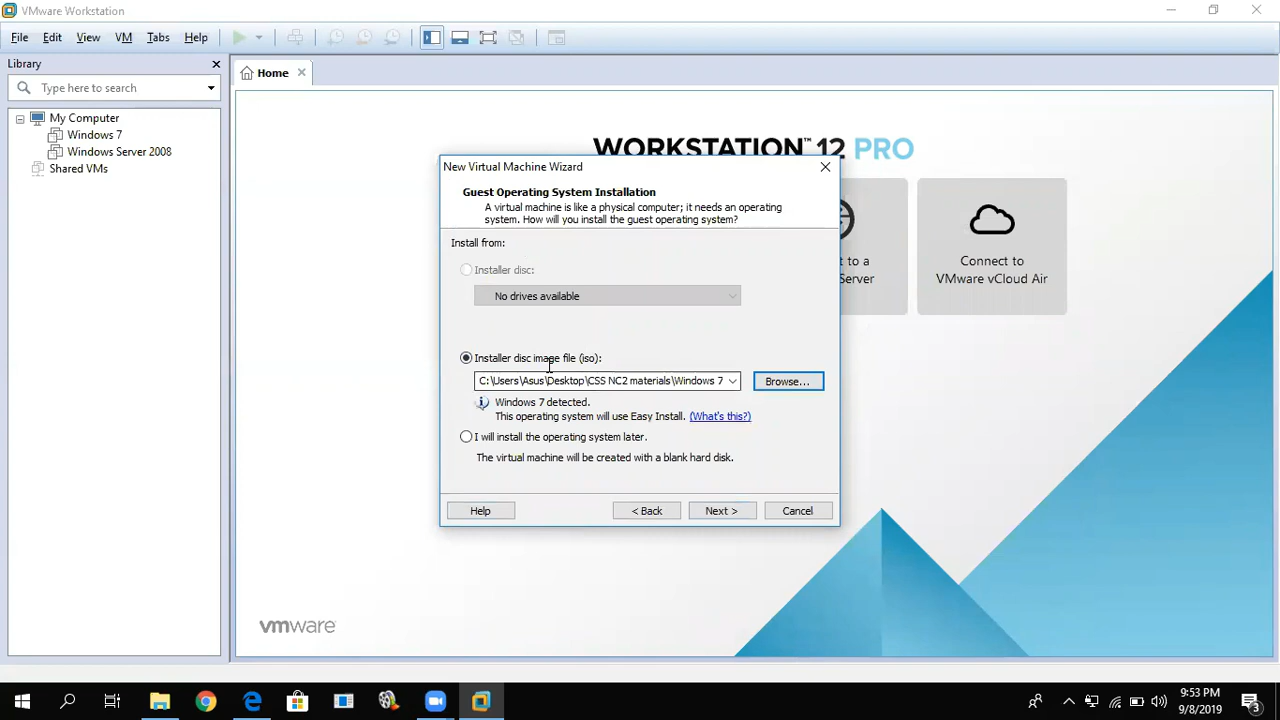 VMware Workstation
File Edit View VM Tabs Help
Library
Type here to search
My Computer
Windows 7
Windows Server 2008
Shared VMs
Home
WORKSTATION™ 12 PRO
New Virtual Machine Wizard
Guest Operating System Installation
A virtual machine is like a physical computer; it needs an operating
system. How will you install the guest operating system?
Install from:
Installer disc:
No drives available
Installer disc image file (iso):
C:\Users\Asus\Desktop\CSS NC2 materials\Windows 7
Browse...
Windows 7 detected.
This operating system will use Easy Install. (What's this?)
I will install the operating system later.
The virtual machine will be created with a blank hard disk.
Help
< Back
Next >
Cancel
t to a
Server
Connect to
VMware vCloud Air
vmware
9:53 PM
9/8/2019
3